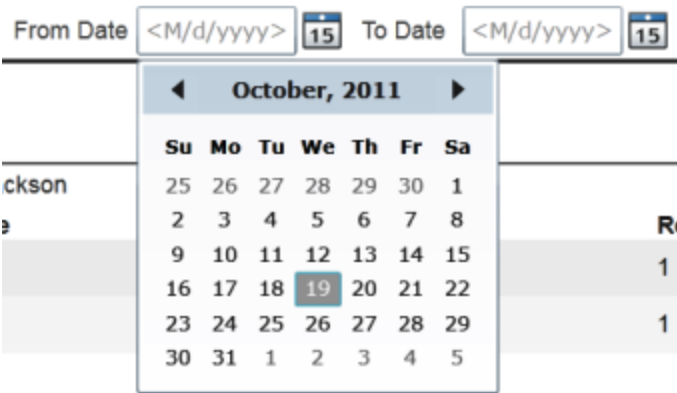 From Date <M/d/yyyy> 15 To Date <M/d/yyyy> 15
October, 2011
Su Mo Tu We Th Fr Sa
25 26 27 28 29 30 1
ckson
2 3 4 5 6 7 8
e R
9 10 11 12 13 14 15
1
16 17 18 19 20 21 22
23 24 25 26 27 28 29
1
30 31 1 2 3 4 5